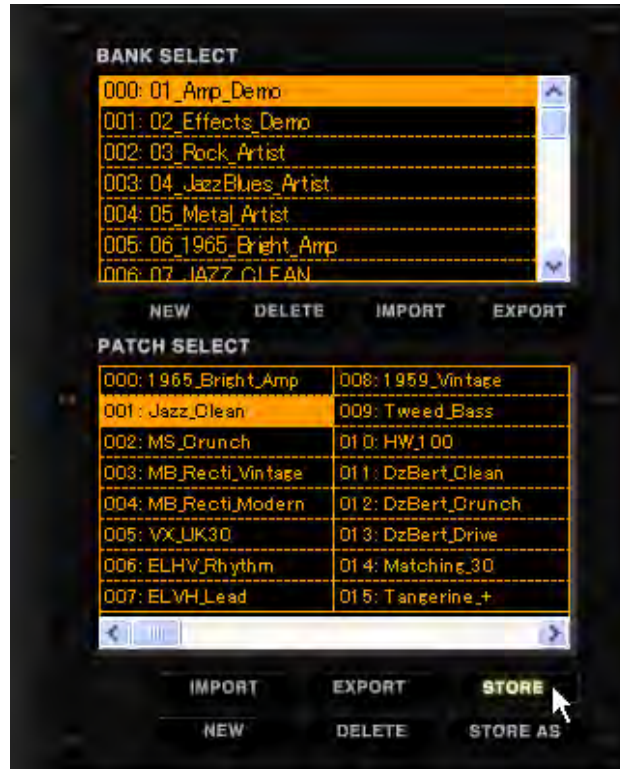 BANK SELECT
000: 01_Amp_Demo
001: 02_Effects_Demo
002: 03_Rock_Artist
003: 04_JazzBlues_Artist
004: 05_Metal_Artist
005: 06_1965_Bright_Amp
006: 07_JAZZ_CLEAN
NEW DELETE IMPORT EXPORT
PATCH SELECT
000: 1965_Bright_Amp 008: 1959_Vintage
001: Jazz_Clean 009: Tweed_Bass
002: MS_Crunch 010: HW_100
003: MB_Recti_Vintage 011: DzBert_Clean
004: MB_Recti_Modern 012: DzBert_Crunch
005: VX_UK30 013: DzBert_Drive
006: ELHV_Rhythm 014: Matching_30
007: ELVH_Lead 015: Tangerine_+
IMPORT EXPORT STORE
NEW DELETE STORE AS